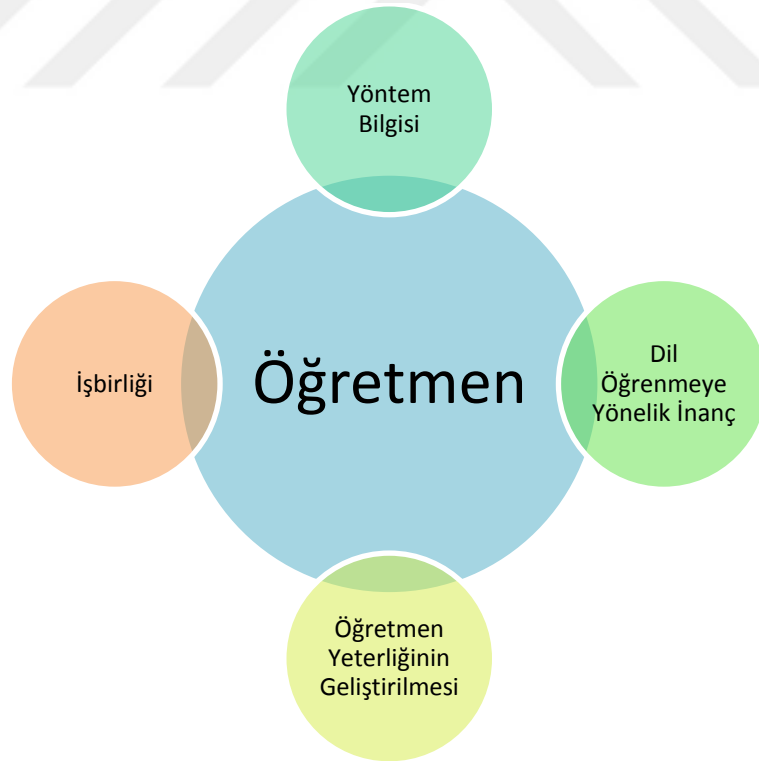 Yöntem
Bilgisi
İşbirliği
Öğretmen
Dil
Öğrenmeye
Yönelik İnanç
Öğretmen
Yeterliğinin
Geliştirilmesi